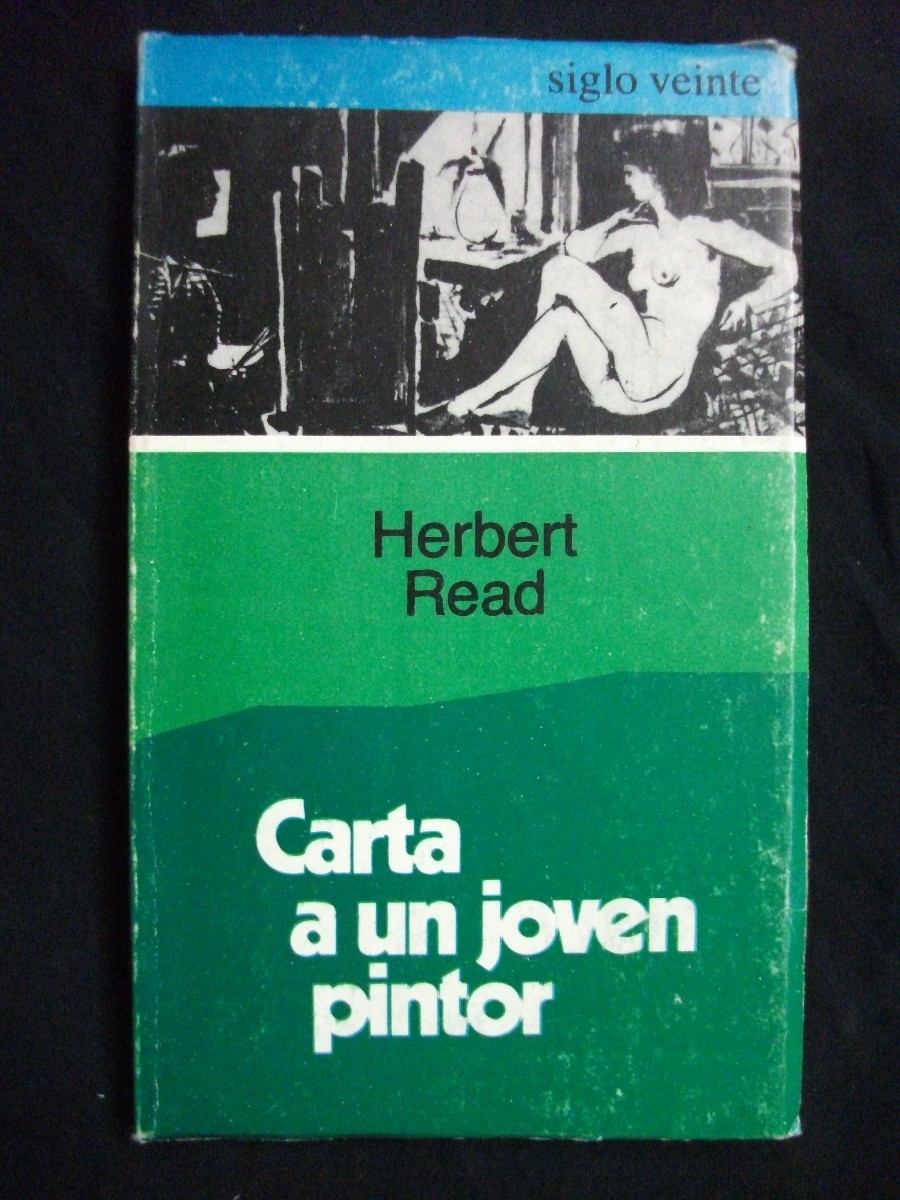 siglo veinte
Herbert
Read
Carta
a un joven
pintor